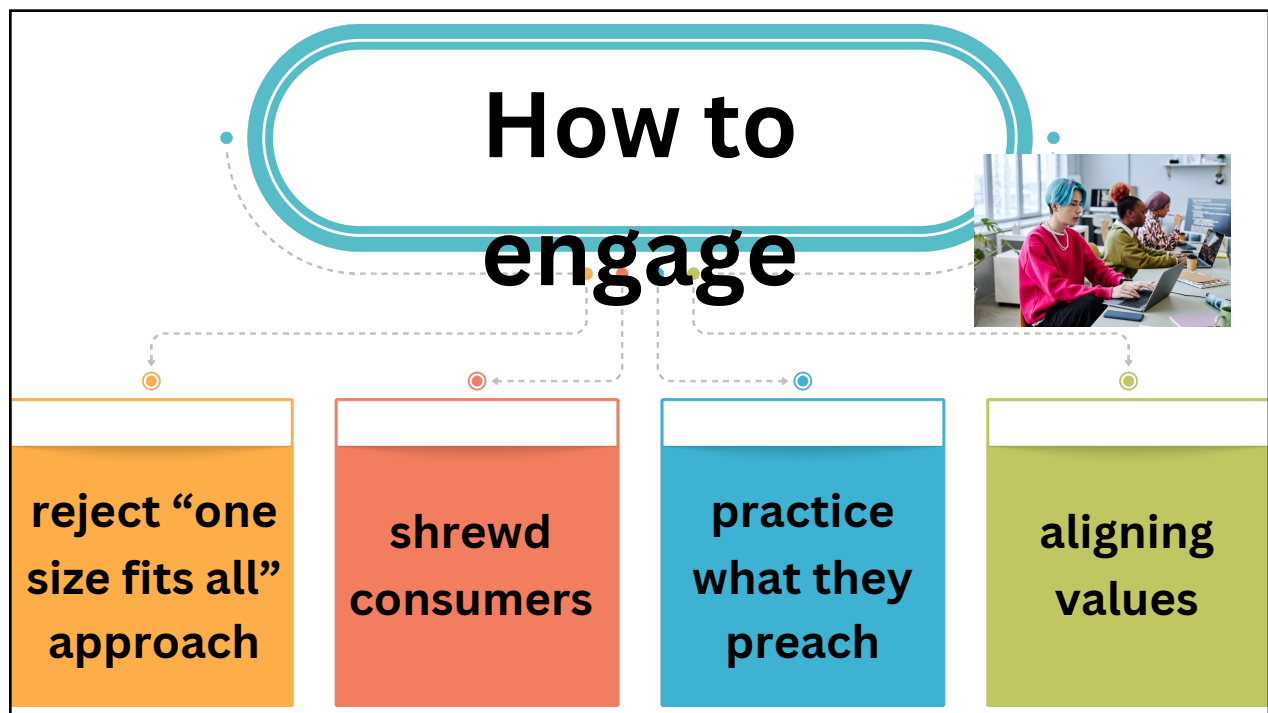 How to
engage
reject “one
size fits all”
approach
shrewd
consumers
practice
what they
preach
aligning
values